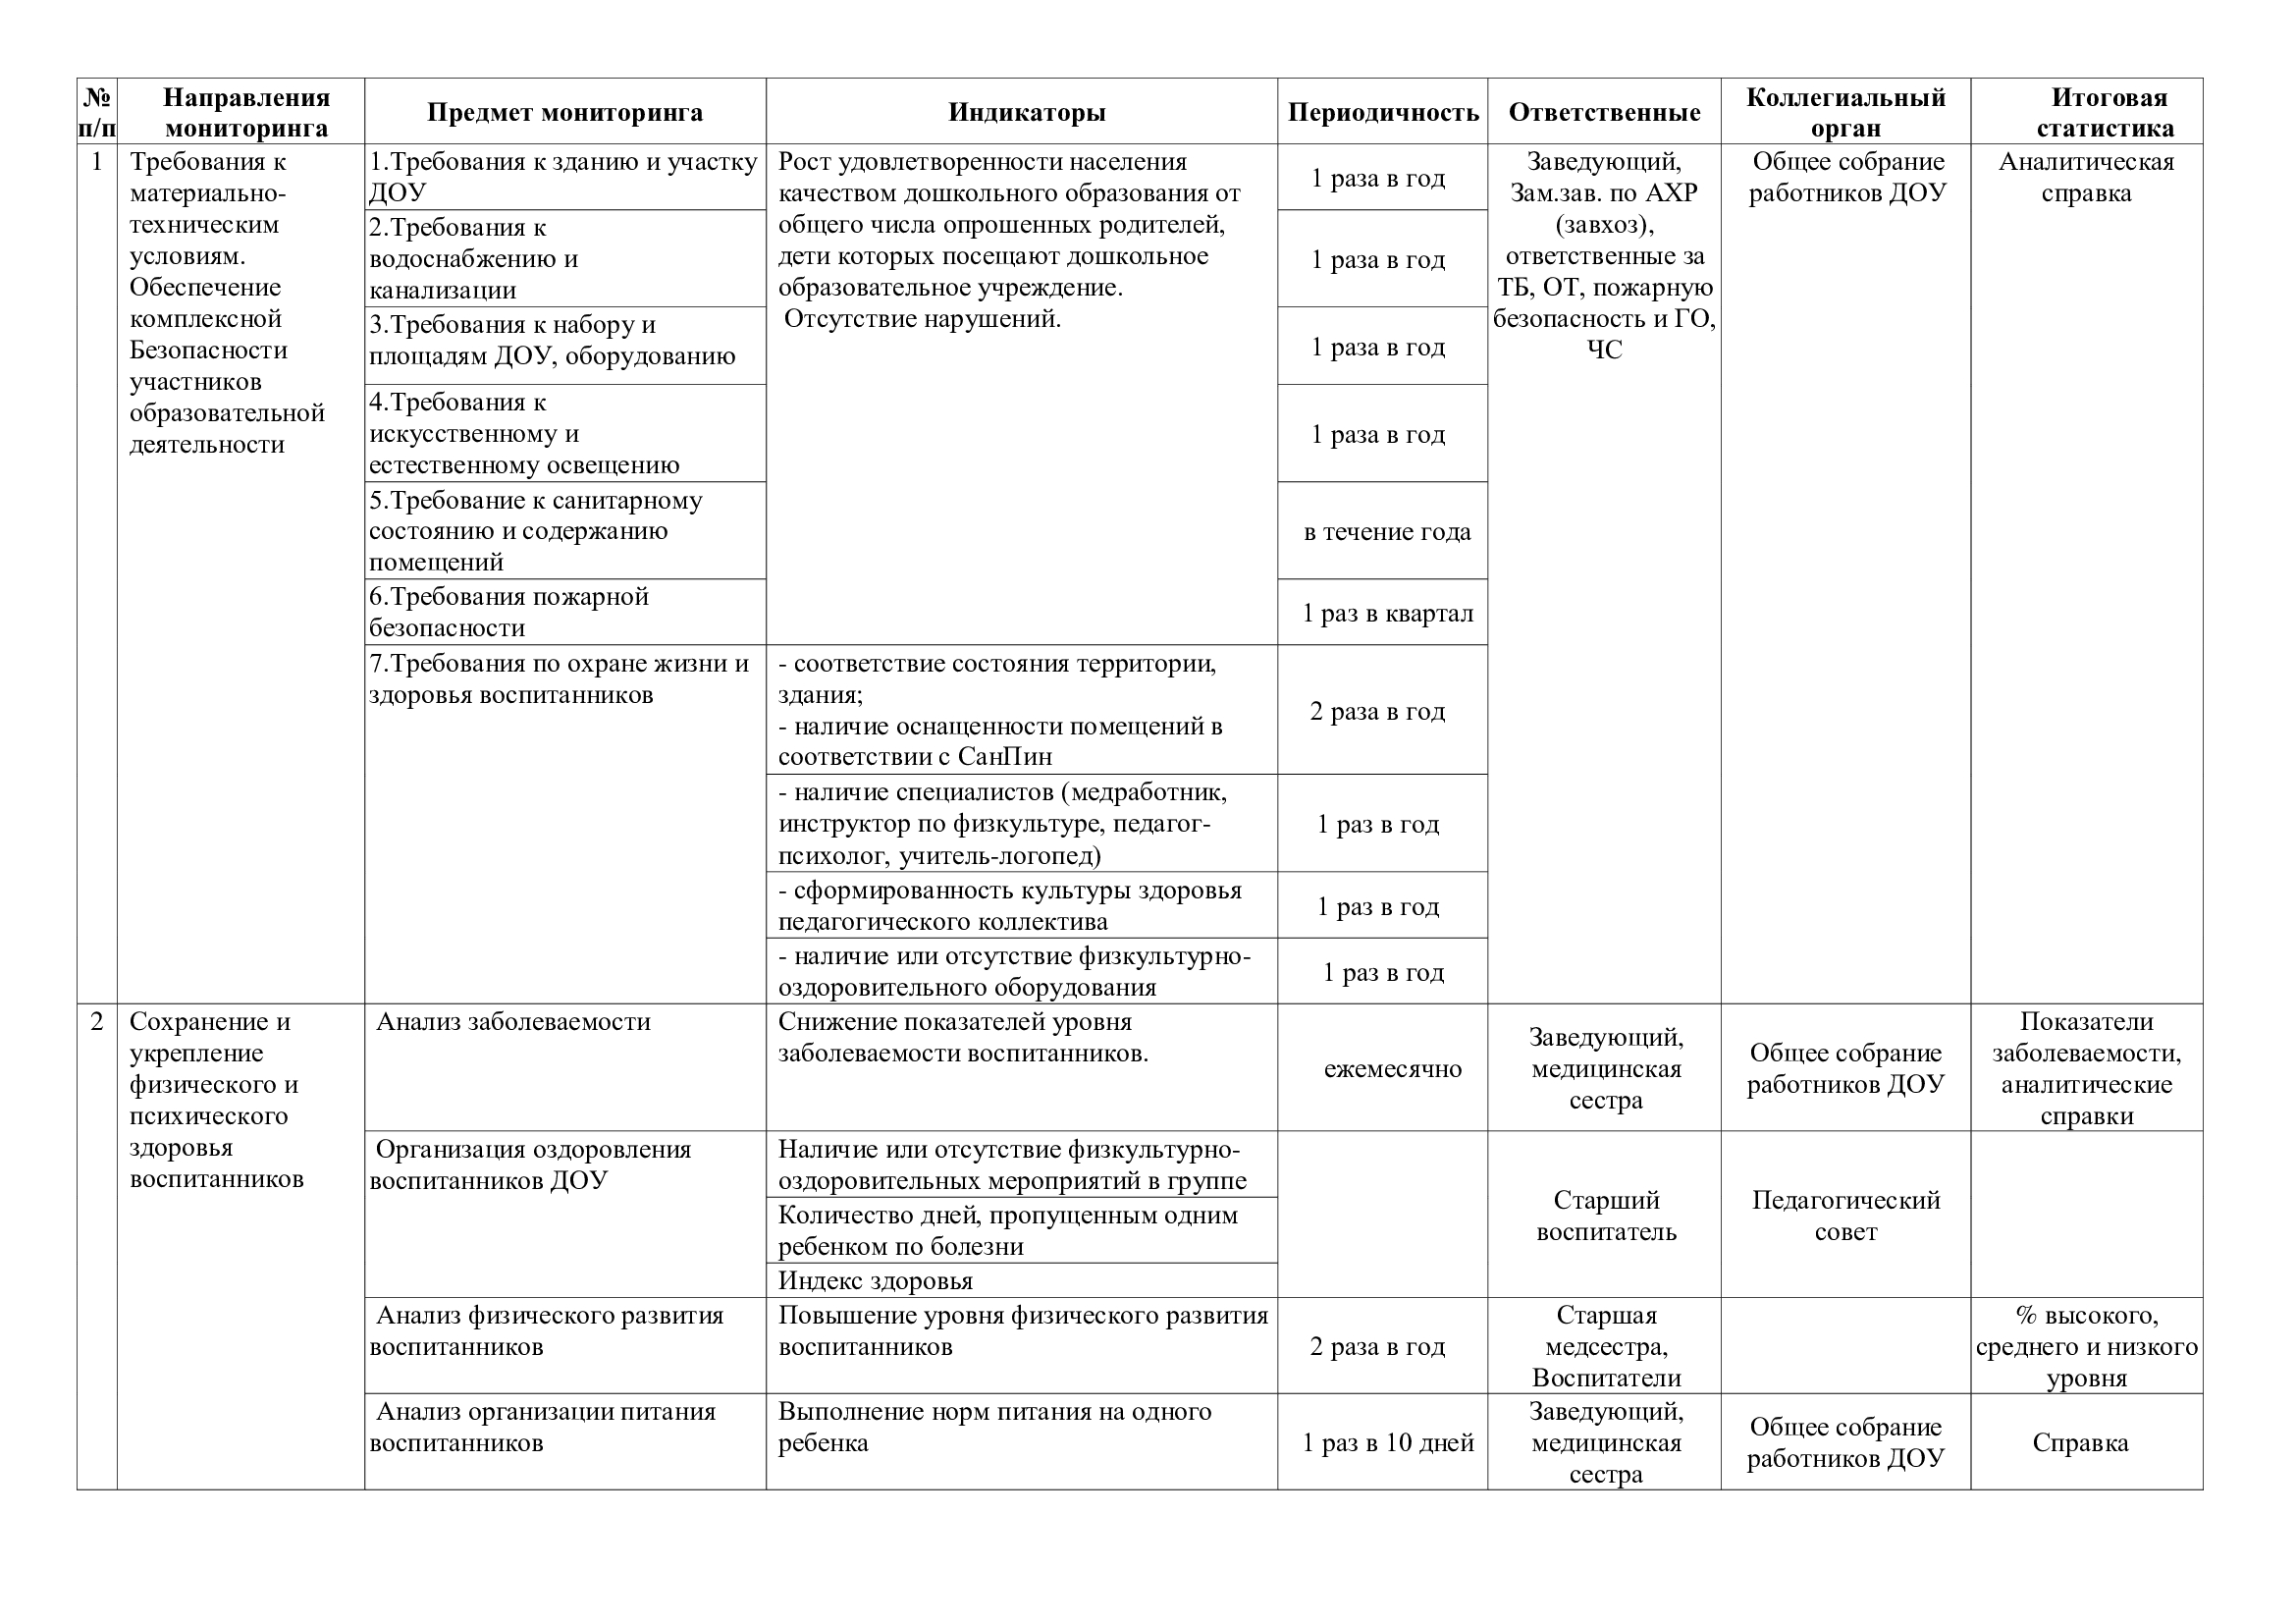 №
п/п
Направления
мониторинга
Предмет мониторинга
Индикаторы
Периодичность
Ответственные
Коллегиальный
орган
Итоговая
статистика
1
Требования к
материально-
техническим
условиям.
Обеспечение
комплексной
Безопасности
участников
образовательной
деятельности
1.Требования к зданию и участку
ДОУ
Рост удовлетворенности населения
качеством дошкольного образования от
общего числа опрошенных родителей,
дети которых посещают дошкольное
образовательное учреждение.
Отсутствие нарушений.
1 раза в год
Заведующий,
Зам.зав. по АХР
(завхоз),
ответственные за
ТБ, ОТ, пожарную
безопасность и ГО,
ЧС
Общее собрание
работников ДОУ
Аналитическая
справка
2.Требования к
водоснабжению и
канализации
1 раза в год
3.Требования к набору и
площадям ДОУ, оборудованию
1 раза в год
4.Требования к
искусственному и
естественному освещению
1 раза в год
5.Требование к санитарному
состоянию и содержанию
помещений
в течение года
6.Требования пожарной
безопасности
1 раз в квартал
7.Требования по охране жизни и
здоровья воспитанников
- соответствие состояния территории,
здания;
- наличие оснащенности помещений в
соответствии с СанПин
2 раза в год
- наличие специалистов (медработник,
инструктор по физкультуре, педагог-
психолог, учитель-логопед)
1 раз в год
- сформированность культуры здоровья
педагогического коллектива
1 раз в год
- наличие или отсутствие физкультурно-
оздоровительного оборудования
1 раз в год
2
Сохранение и
укрепление
физического и
психического
здоровья
воспитанников
Анализ заболеваемости
Снижение показателей уровня
заболеваемости воспитанников.
ежемесячно
Заведующий,
медицинская
сестра
Общее собрание
работников ДОУ
Показатели
заболеваемости,
аналитические
справки
Организация оздоровления
воспитанников ДОУ
Наличие или отсутствие физкультурно-
оздоровительных мероприятий в группе
Количество дней, пропущенным одним
ребенком по болезни
Индекс здоровья
Старший
воспитатель
Педагогический
совет
Анализ физического развития
воспитанников
Повышение уровня физического развития
воспитанников
2 раза в год
Старшая
медсестра,
Воспитатели
% высокого,
среднего и низкого
уровня
Анализ организации питания
воспитанников
Выполнение норм питания на одного
ребенка
1 раз в 10 дней
Заведующий,
медицинская
сестра
Общее собрание
работников ДОУ
Справка